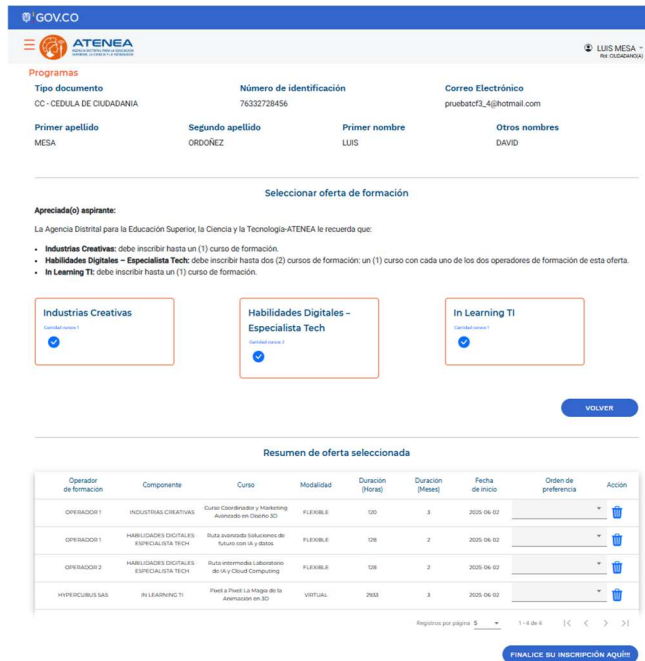 GOV.CO
ATENEA
AGENCIA DISTRITAL PARA LA EDUCACIÓN
SUPERIOR, LA CIENCIA Y LA TECNOLOGÍA
LUIS MESA
Rol: CIUDADANO(A)
Programas
Tipo documento Número de identificación Correo Electrónico
CC - CEDULA DE CIUDADANIA 76332728456 pruebatcf3_4@hotmail.com
Primer apellido Segundo apellido Primer nombre Otros nombres
MESA ORDOÑEZ LUIS DAVID
Seleccionar oferta de formación
Apreciada(o) aspirante:
La Agencia Distrital para la Educación Superior, la Ciencia y la Tecnología-ATENEA le recuerda que:
• Industrias Creativas: debe inscribir hasta un (1) curso de formación.
• Habilidades Digitales – Especialista Tech: debe inscribir hasta dos (2) cursos de formación: un (1) curso con cada uno de los dos operadores de formación de esta oferta.
• In Learning TI: debe inscribir hasta un (1) curso de formación.
Industrias Creativas
Cantidad cursos: 1
Habilidades Digitales –
Especialista Tech
Cantidad cursos: 2
In Learning TI
Cantidad cursos: 1
VOLVER
Resumen de oferta seleccionada
Operador de formación Componente Curso Modalidad Duración (Horas) Duración (Meses) Fecha de inicio Orden de preferencia Acción
OPERADOR 1 INDUSTRIAS CREATIVAS Curso Coordinador y Marketing Avanzado en Diseño 3D FLEXIBLE 120 3 2025-06-02
OPERADOR 1 HABILIDADES DIGITALES ESPECIALISTA TECH Ruta avanzada Soluciones de futuro con IA y datos FLEXIBLE 128 2 2025-06-02
OPERADOR 2 HABILIDADES DIGITALES ESPECIALISTA TECH Ruta intermedia Laboratorio de IA y Cloud Computing FLEXIBLE 128 2 2025-06-02
HYPERCUBUS SAS IN LEARNING TI Pixel a Pixel: La Magia de la Animación en 3D VIRTUAL 2933 3 2025-06-02
Registros por página 5 1 - 4 de 4
FINALICE SU INSCRIPCIÓN AQUÍ!!!